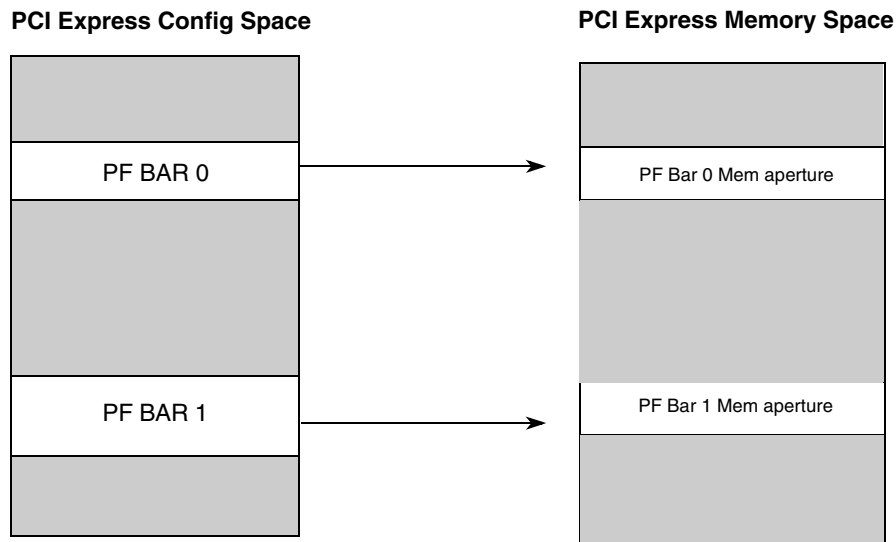 PCI Express Config Space
PCI Express Memory Space
PF BAR 0
PF Bar 0 Mem aperture
PF BAR 1
PF Bar 1 Mem aperture